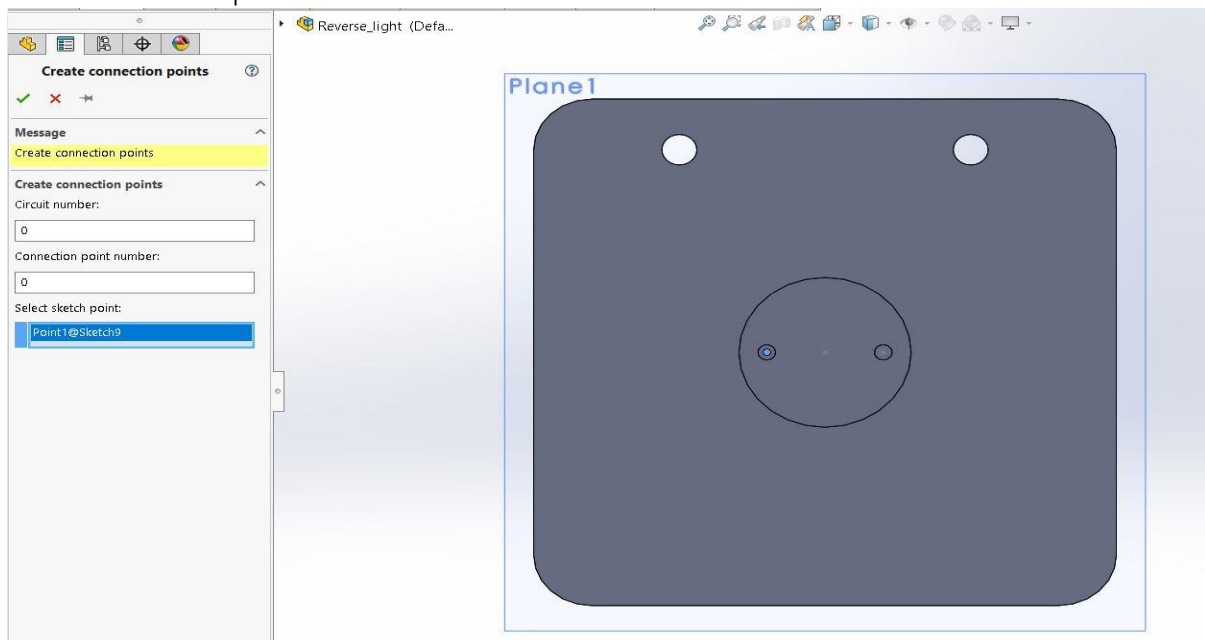 Reverse_light (Defa...
Create connection points
Message
Create connection points
Create connection points
Circuit number:
0
Connection point number:
0
Select sketch point:
Point1@Sketch9
Plane1